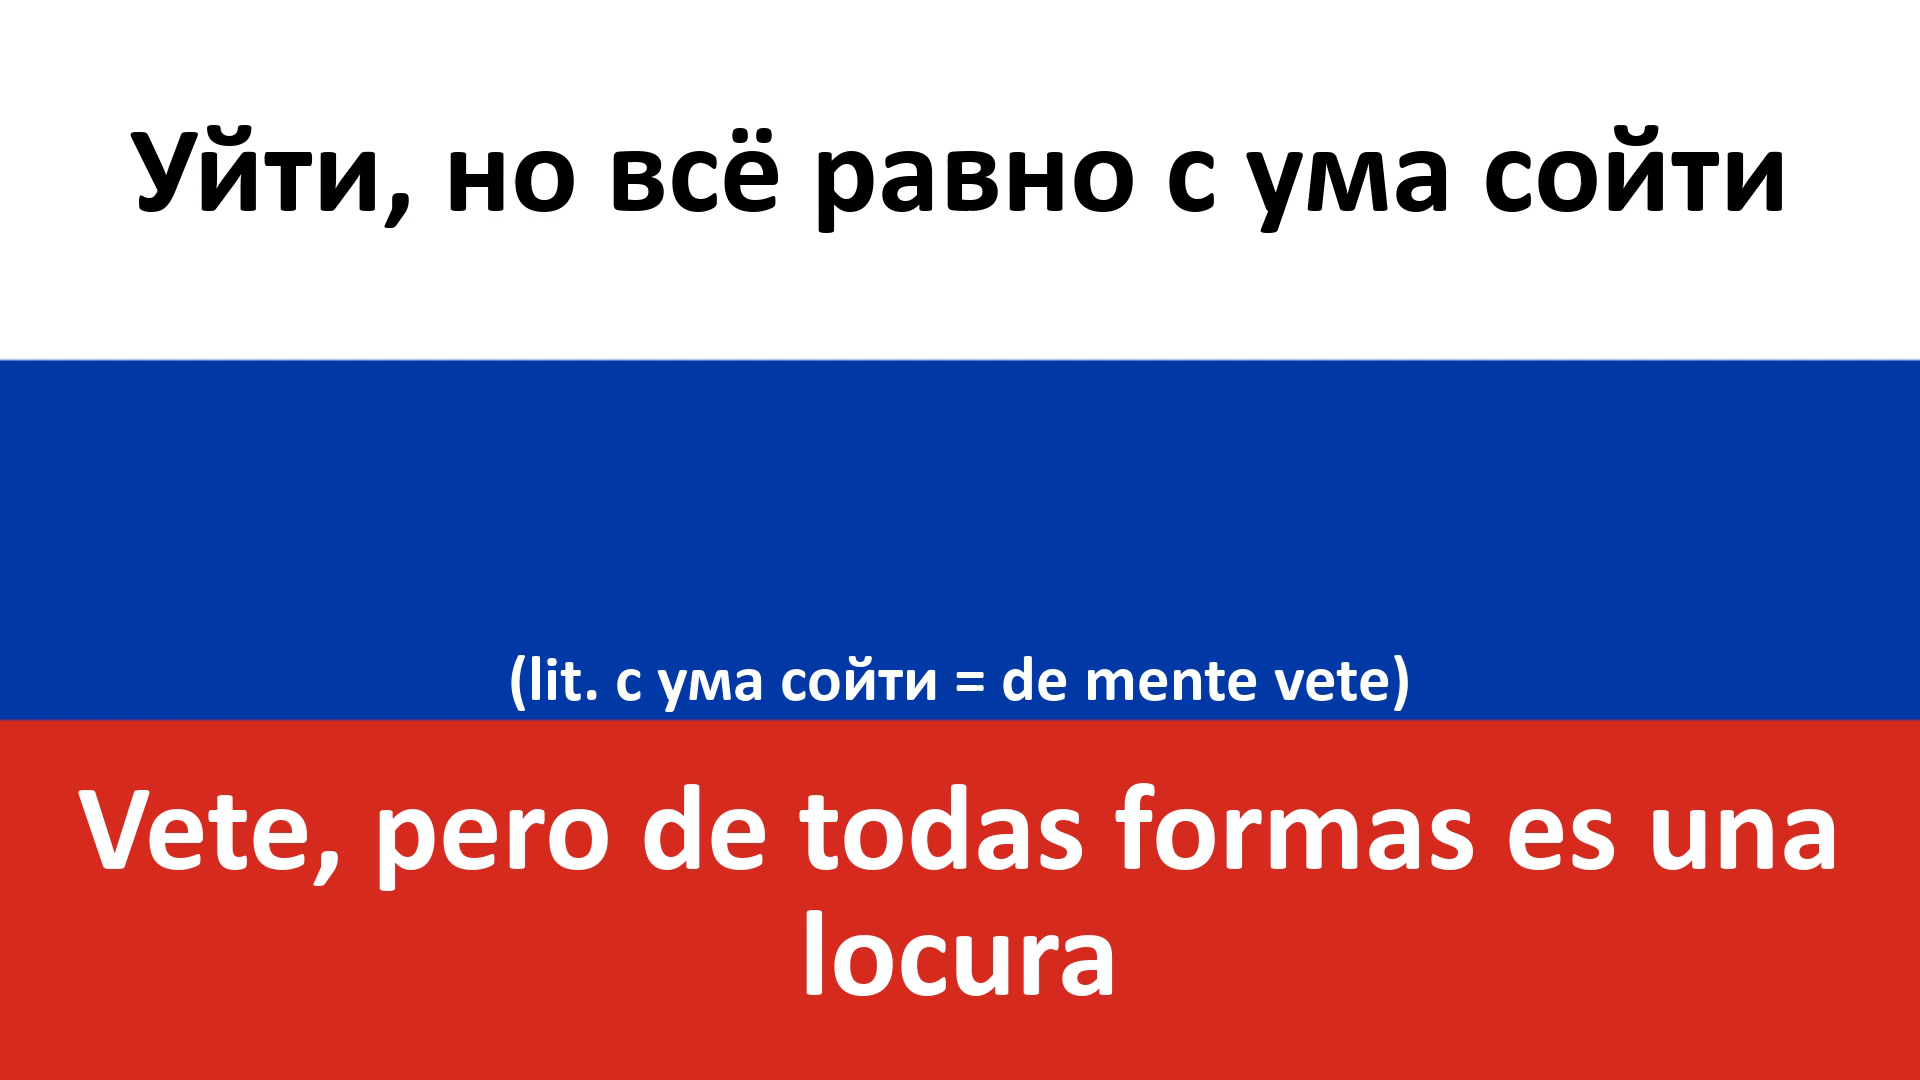 Уйти, но всё равно с ума сойти
(lit. с ума сойти = de mente vete)
Vete, pero de todas formas es una
locura